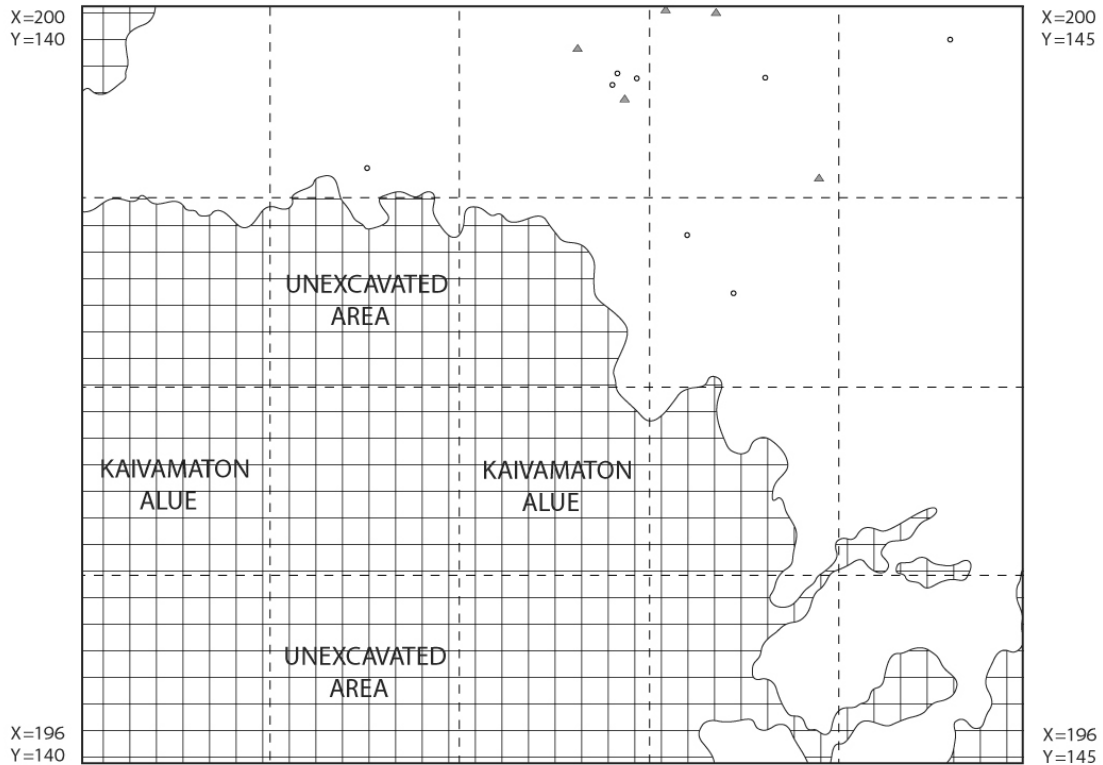 X=200
Y=140
X=200
Y=145
UNEXCAVATED
AREA
KAIVAMATON
ALUE
KAIVAMATON
ALUE
UNEXCAVATED
AREA
X=196
Y=140
X=196
Y=145